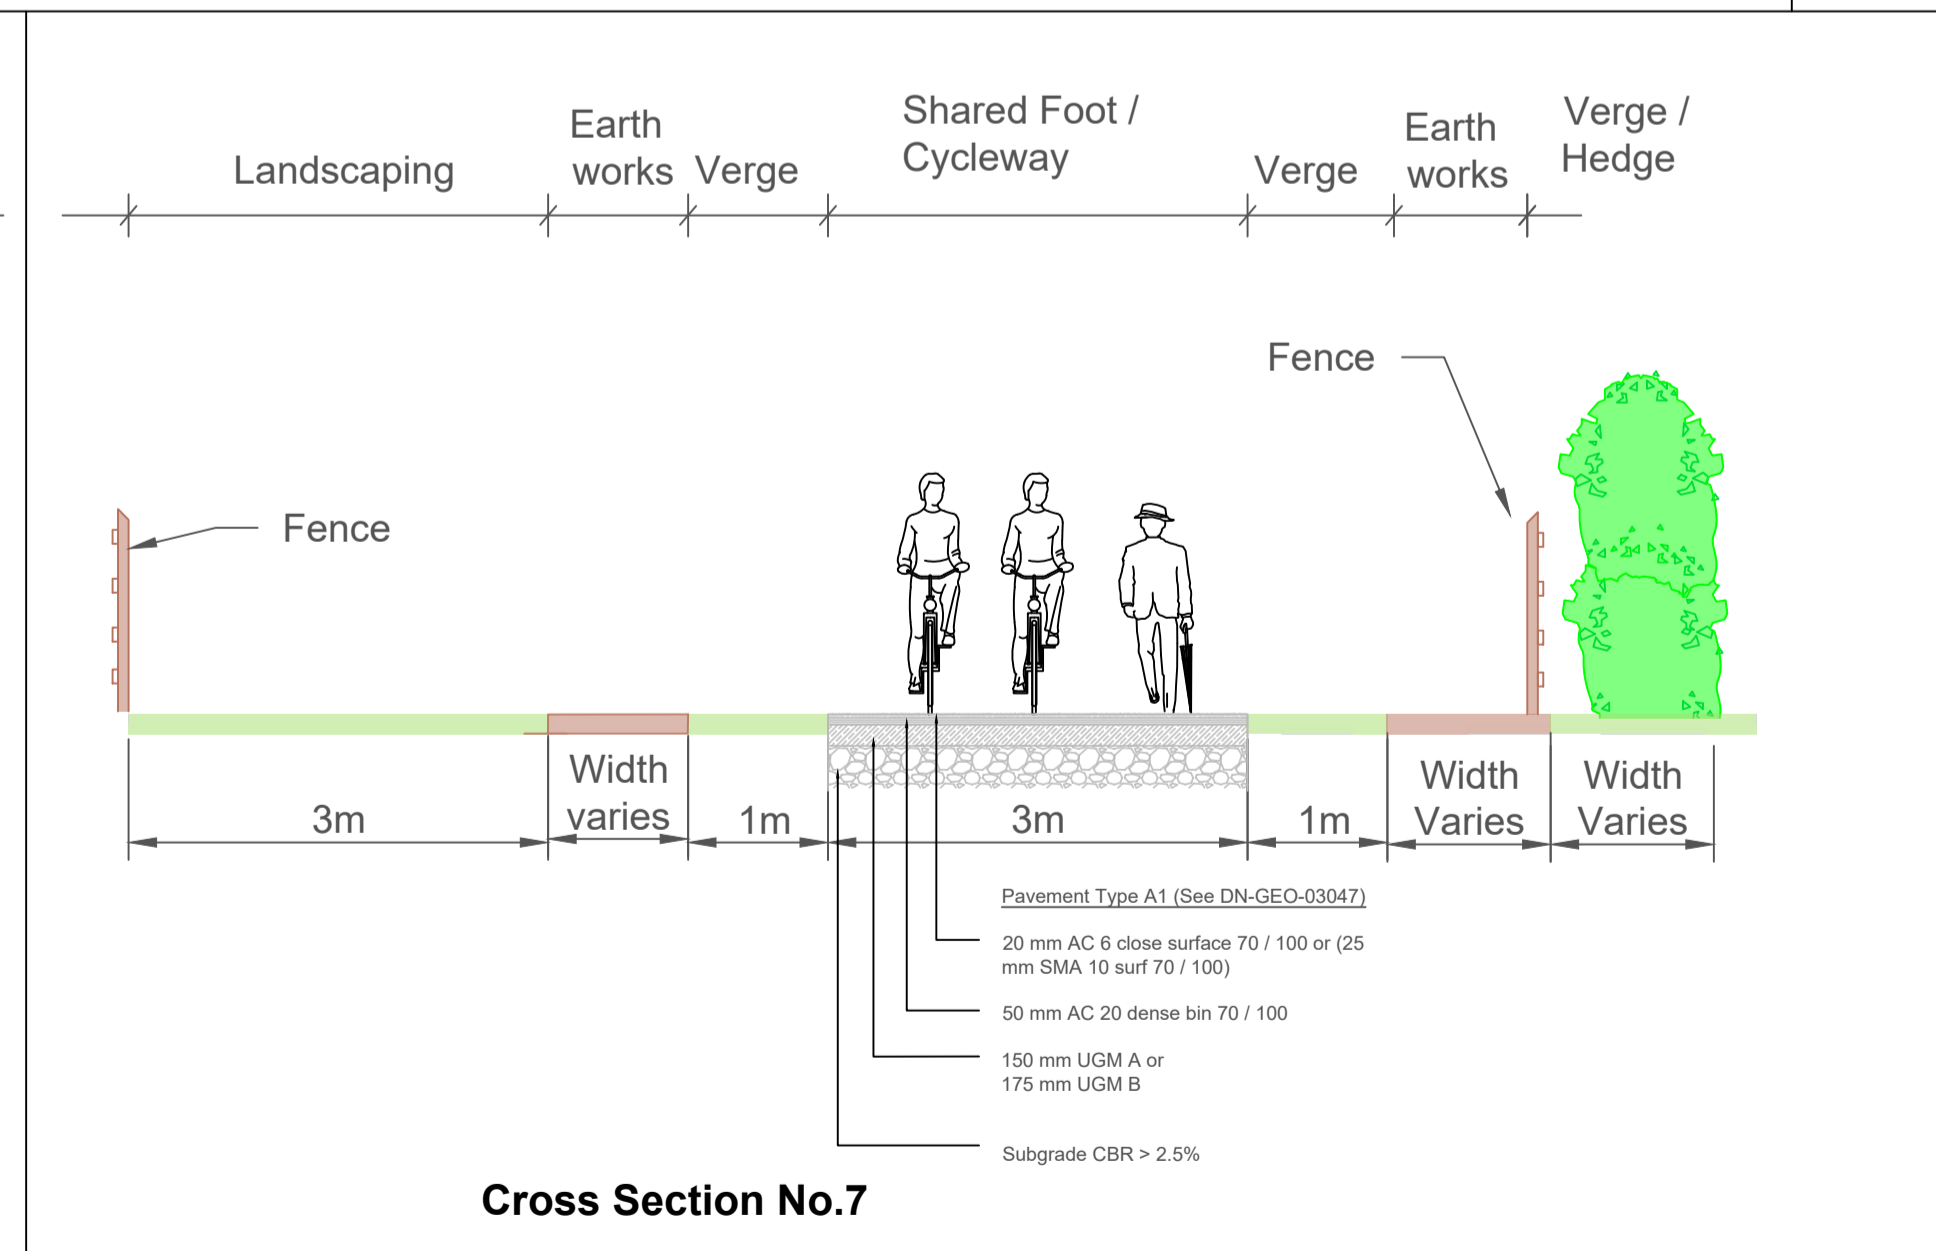 Landscaping
Earth
works
Verge
Shared Foot /
Cycleway
Verge
Earth
works
Verge /
Hedge
Fence
Fence
3m
Width
varies
1m
3m
1m
Width
Varies
Width
Varies
Pavement Type A1 (See DN-GEO-03047)
20 mm AC 6 close surface 70 / 100 or (25
mm SMA 10 surf 70 / 100)
50 mm AC 20 dense bin 70 / 100
150 mm UGM A or
175 mm UGM B
Subgrade CBR > 2.5%
Cross Section No.7